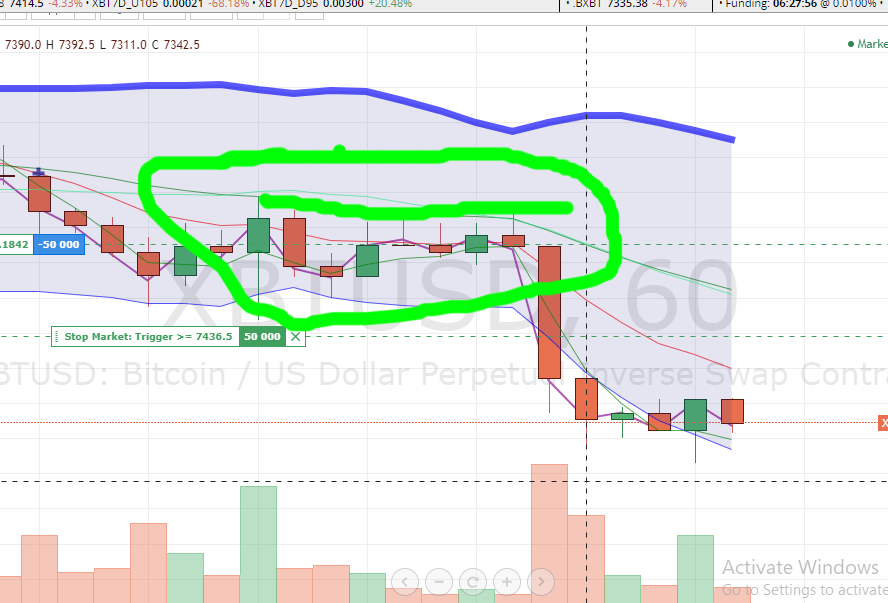 7414.5 -4.33% • XBT7D_U105 0.00021 -68.18% • XBT7D_D95 0.00300 +20.48% • .BXBT 7335.38 -4.17% • Funding: 06:27:56 @ 0.0100% •
7390.0 H 7392.5 L 7311.0 C 7342.5
● Marke
.1842 -50 000
XBTUSD, 60
Stop Market: Trigger >= 7436.5 50 000 ×
BTUSD: Bitcoin / US Dollar Perpetual Inverse Swap Contra
X
Activate Windows
Go to Settings to activate